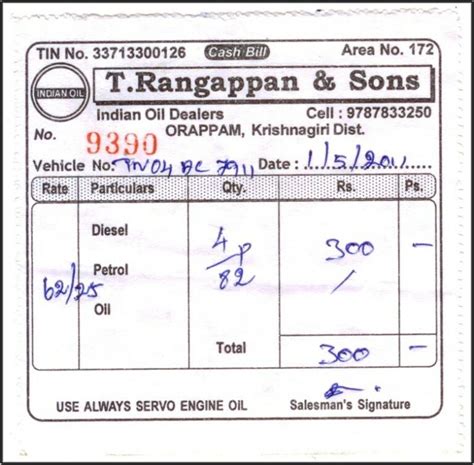 TIN No. 33713300126 Cash Bill Area No. 172
INDIAN OIL T.Rangappan & Sons
Indian Oil Dealers Cell : 9787833250
ORAPPAM, Krishnagiri Dist.
No. 9390
Vehicle No: TN 04 AC 7911 Date : 1/5/2011
Rate Particulars Qty. Rs. Ps.
Diesel 4 p 300 —
62/25 Petrol 82
Oil
Total 300 —
USE ALWAYS SERVO ENGINE OIL Salesman's Signature